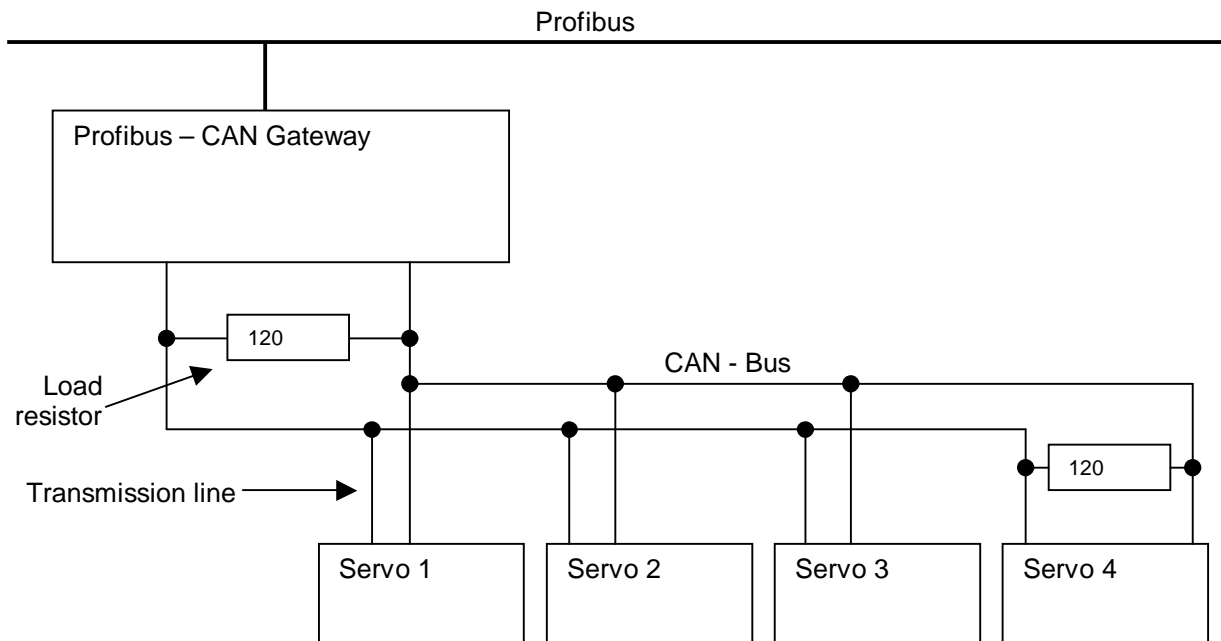 Profibus
Profibus – CAN Gateway
120
CAN - Bus
Load
resistor
120
Transmission line
Servo 1
Servo 2
Servo 3
Servo 4